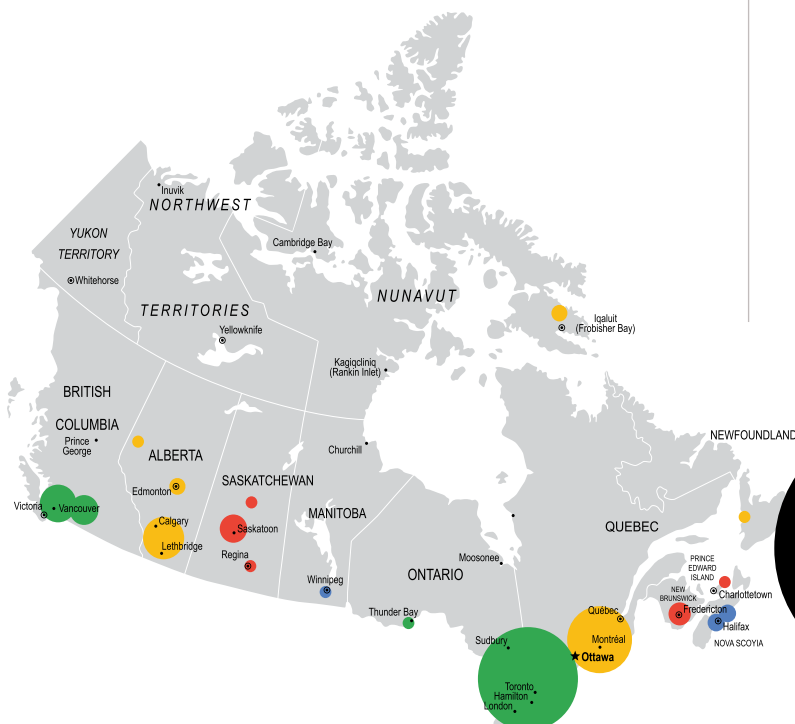 Inuvik
NORTHWEST
YUKON
TERRITORY
Cambridge Bay
Whitehorse
NUNAVUT
TERRITORIES
Iqaluit
(Frobisher Bay)
Yellowknife
Kagiqcliniq
(Rankin Inlet)
BRITISH
COLUMBIA
Prince
George
NEWFOUNDLAND
Churchill
ALBERTA
SASKATCHEWAN
Edmonton
Victoria
Vancouver
MANITOBA
Calgary
Saskatoon
QUEBEC
Lethbridge
Regina
Moosonee
PRINCE
EDWARD
ISLAND
ONTARIO
Winnipeg
NEW
BRUNSWICK
Charlottetown
Thunder Bay
Québec
Fredericton
Halifax
Sudbury
Montréal
NOVA SCOYIA
Ottawa
Toronto
Hamilton
London